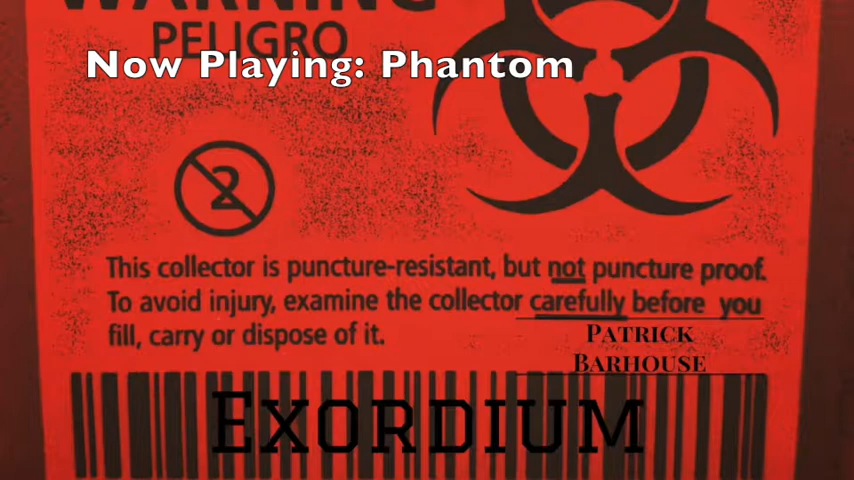 WARNING
PELIGRO
Now Playing: Phantom
2
This collector is puncture-resistant, but not puncture proof.
To avoid injury, examine the collector carefully before you
fill, carry or dispose of it.
PATRICK
BARHOUSE
EXORDIUM